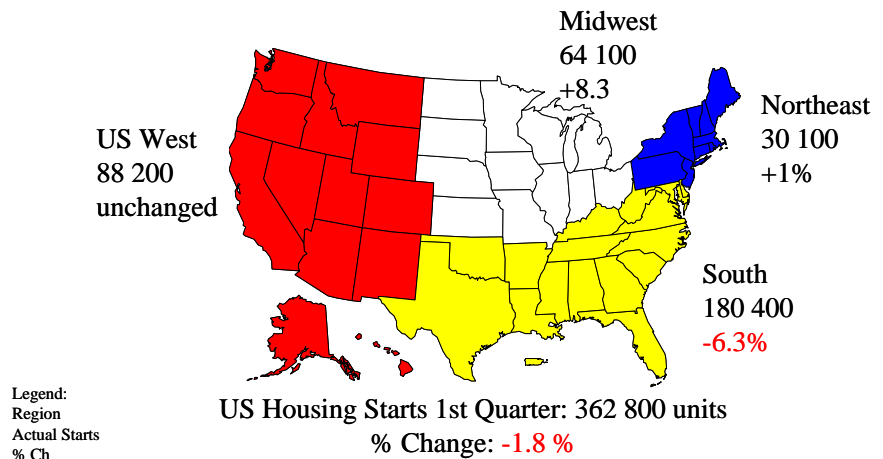 Midwest
64 100
+8.3
Northeast
30 100
+1%
US West
88 200
unchanged
South
180 400
-6.3%
US Housing Starts 1st Quarter: 362 800 units
% Change: -1.8 %
Legend:
Region
Actual Starts
% Ch